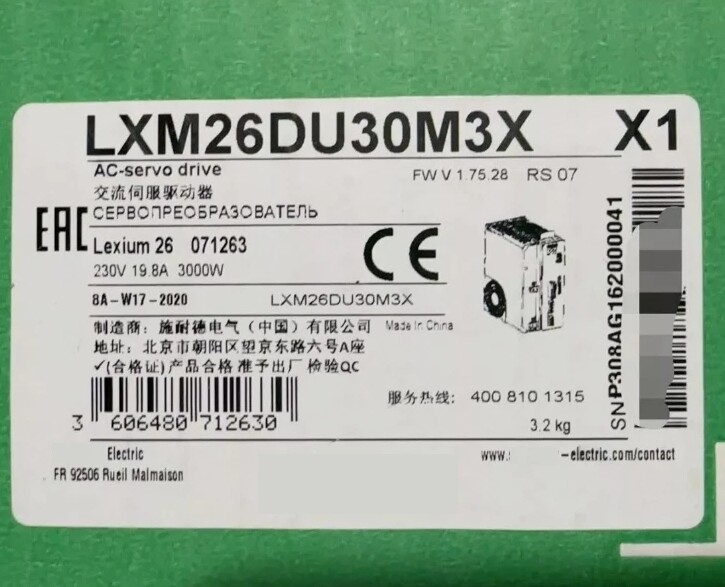 LXM26DU30M3X X1
AC-servo drive
FW V 1.75.28 RS 07
交流伺服驱动器
СЕРВОПРЕОБРАЗОВАТЕЛЬ
EAC
Lexium 26 071263
CE
230V 19.8A 3000W
8A-W17-2020 LXM26DU30M3X
制造商：施耐德电气（中国）有限公司 Made in China
地址：北京市朝阳区望京东路六号A座
✓(合格证)产品合格 准予出厂 检验QC
服务热线: 400 810 1315
3 606480 712630
3.2 kg
SN P308AG162000041
Electric
www. -electric.com/contact
FR 92506 Rueil Malmaison